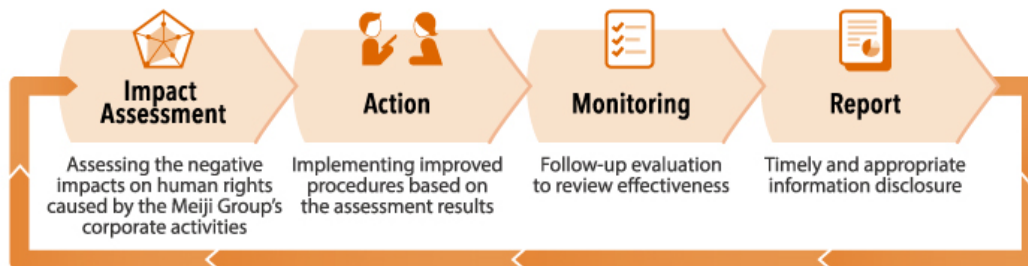 Impact
Assessment
Action
Monitoring
Report
Assessing the negative
impacts on human rights
caused by the Meiji Group's
corporate activities
Implementing improved
procedures based on
the assessment results
Follow-up evaluation
to review effectiveness
Timely and appropriate
information disclosure